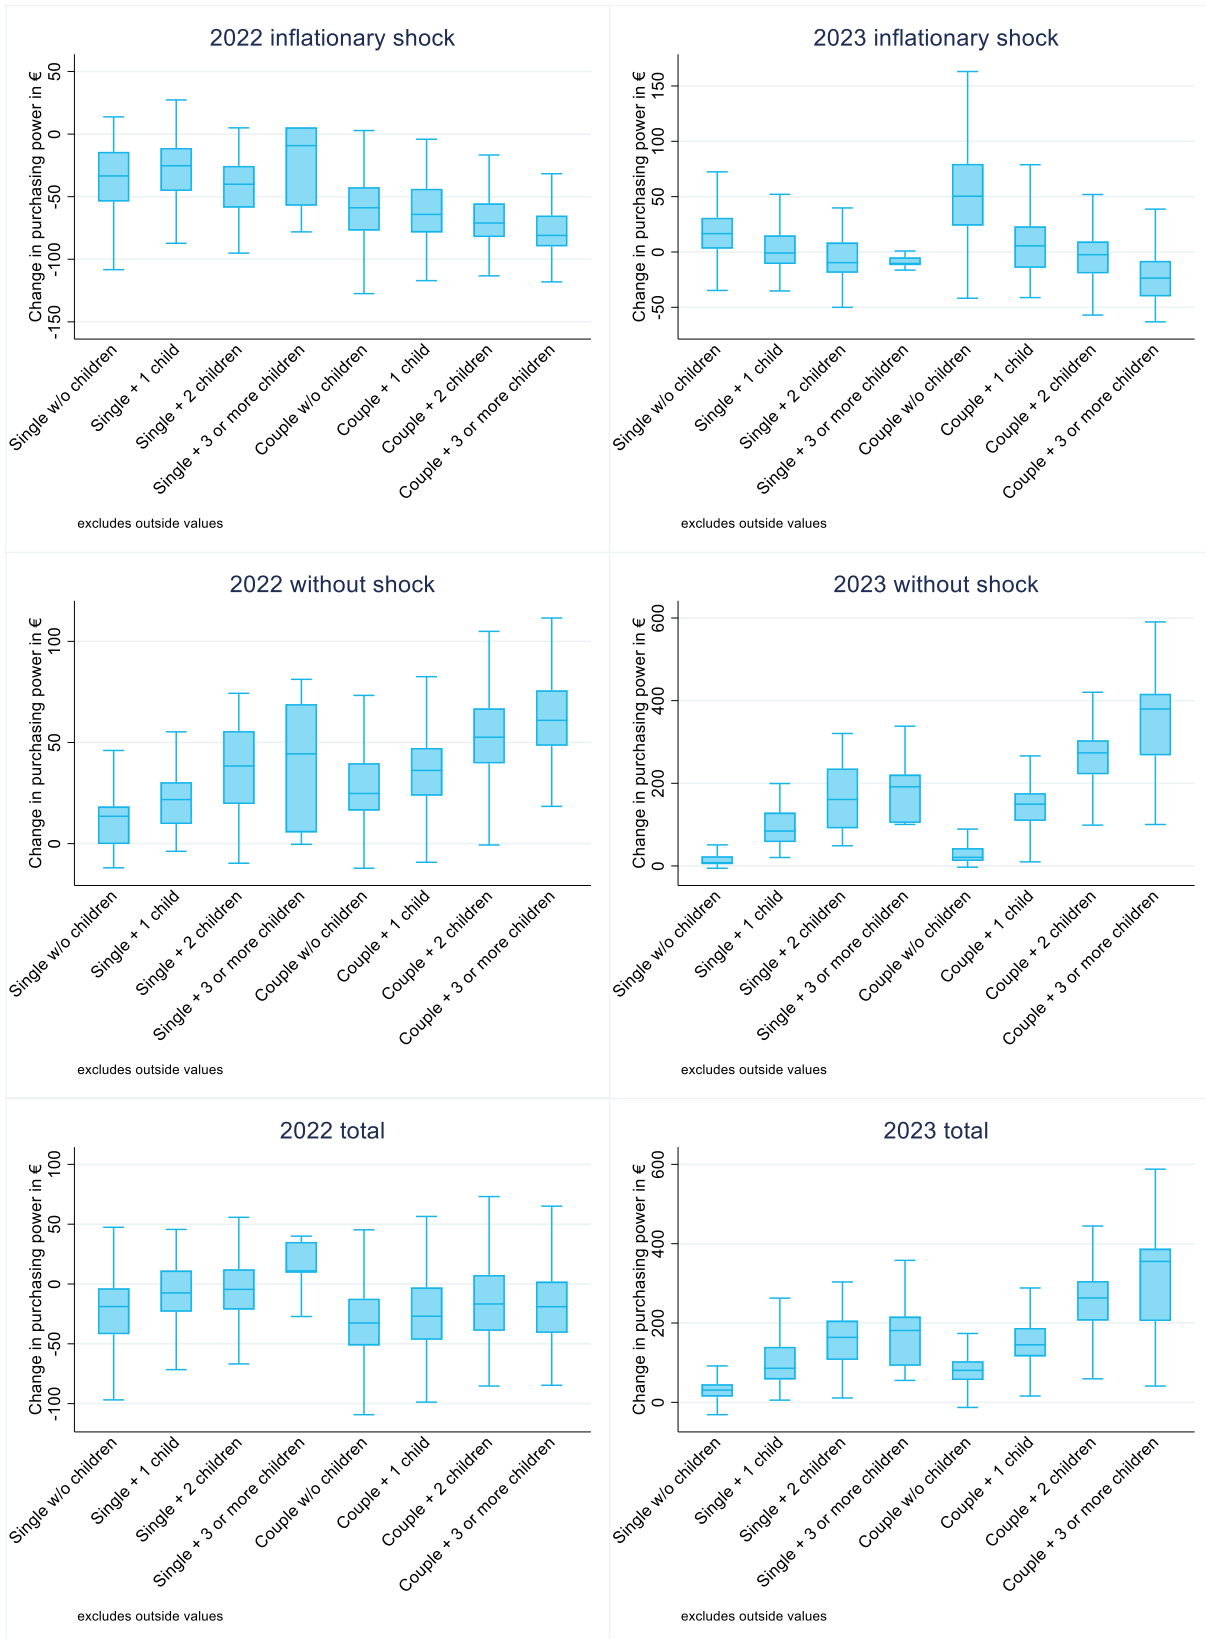 2022 inflationary shock
Change in purchasing power in €
50
0
-50
-100
-150
Single w/o children
Single + 1 child
Single + 2 children
Single + 3 or more children
Couple w/o children
Couple + 1 child
Couple + 2 children
Couple + 3 or more children
excludes outside values
2023 inflationary shock
Change in purchasing power in €
150
100
50
0
-50
Single w/o children
Single + 1 child
Single + 2 children
Single + 3 or more children
Couple w/o children
Couple + 1 child
Couple + 2 children
Couple + 3 or more children
excludes outside values
2022 without shock
Change in purchasing power in €
100
50
0
Single w/o children
Single + 1 child
Single + 2 children
Single + 3 or more children
Couple w/o children
Couple + 1 child
Couple + 2 children
Couple + 3 or more children
excludes outside values
2023 without shock
Change in purchasing power in €
600
400
200
0
Single w/o children
Single + 1 child
Single + 2 children
Single + 3 or more children
Couple w/o children
Couple + 1 child
Couple + 2 children
Couple + 3 or more children
excludes outside values
2022 total
Change in purchasing power in €
100
50
0
-50
-100
Single w/o children
Single + 1 child
Single + 2 children
Single + 3 or more children
Couple w/o children
Couple + 1 child
Couple + 2 children
Couple + 3 or more children
excludes outside values
2023 total
Change in purchasing power in €
600
400
200
0
Single w/o children
Single + 1 child
Single + 2 children
Single + 3 or more children
Couple w/o children
Couple + 1 child
Couple + 2 children
Couple + 3 or more children
excludes outside values